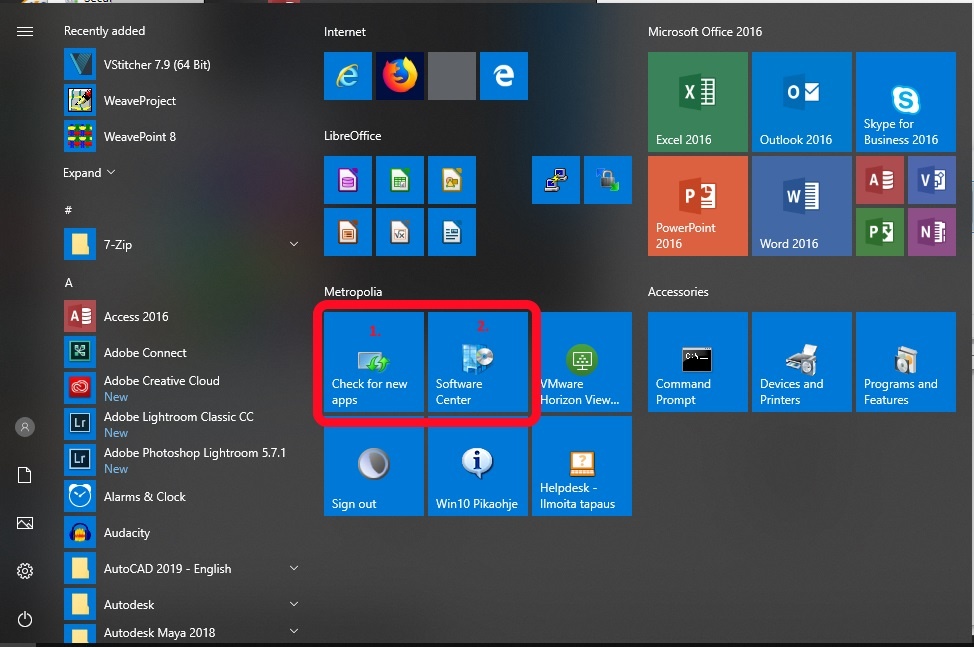 Recently added
VStitcher 7.9 (64 Bit)
WeaveProject
WeavePoint 8
Expand
#
7-Zip
A
Access 2016
Adobe Connect
Adobe Creative Cloud
New
Adobe Lightroom Classic CC
New
Adobe Photoshop Lightroom 5.7.1
New
Alarms & Clock
Audacity
AutoCAD 2019 - English
Autodesk
Autodesk Maya 2018
Internet
LibreOffice
Metropolia
1.
Check for new
apps
2.
Software
Center
VMware
Horizon View...
Sign out
Win10 Pikaohje
Helpdesk -
Ilmoita tapaus
Microsoft Office 2016
Excel 2016
Outlook 2016
Skype for
Business 2016
PowerPoint
2016
Word 2016
Accessories
C:\_
Command
Prompt
Devices and
Printers
Programs and
Features